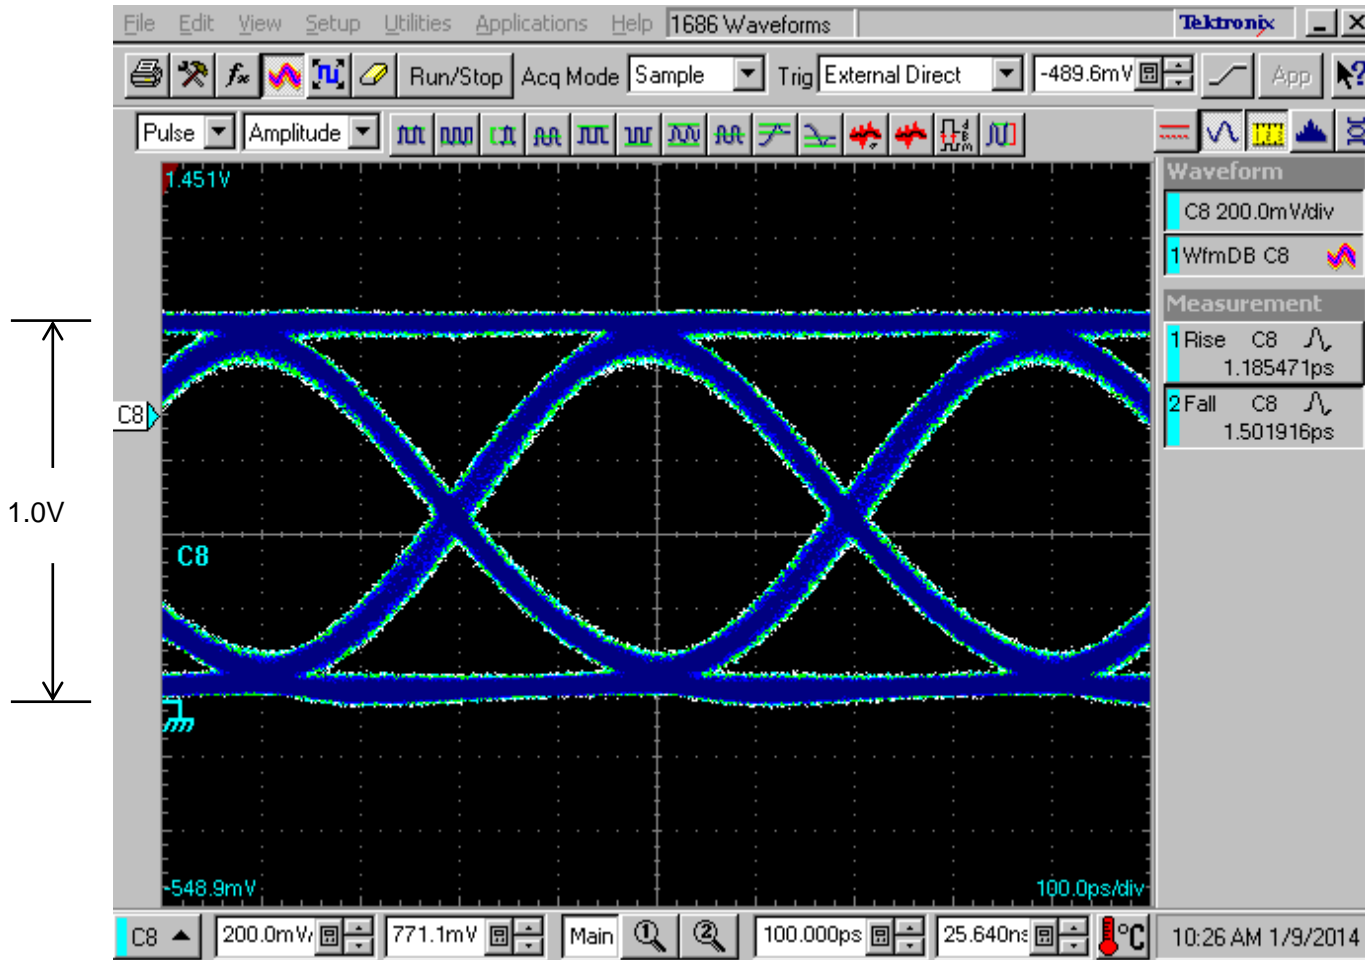 File Edit View Setup Utilities Applications Help 1686 Waveforms Tektronix
Run/Stop Acq Mode Sample Trig External Direct -489.6mV App
Pulse Amplitude
1.451V
Waveform
C8 200.0mV/div
1 WfmDB C8
Measurement
1 Rise C8
1.185471ps
2 Fall C8
1.501916ps
C8
1.0V
C8
-548.9mV
100.0ps/div
C8 200.0mV/ 771.1mV Main 1 2 100.000ps 25.640ns °C 10:26 AM 1/9/2014